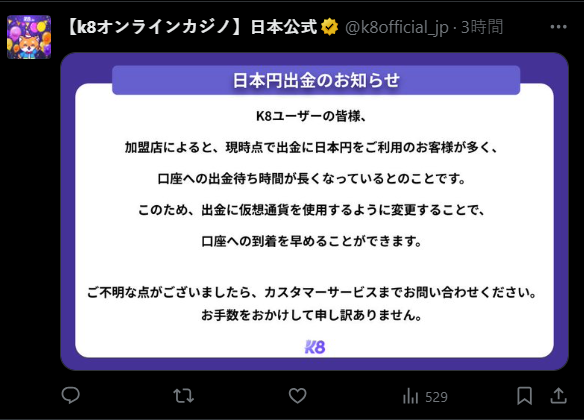 【k8オンラインカジノ】日本公式 @k8official_jp · 3時間
日本円出金のお知らせ
K8ユーザーの皆様、
加盟店によると、現時点で出金に日本円をご利用のお客様が多く、
口座への出金待ち時間が長くなっているとのことです。
このため、出金に仮想通貨を使用するように変更することで、
口座への到着を早めることができます。
ご不明な点がございましたら、カスタマーサービスまでお問い合わせください。
お手数をおかけして申し訳ありません。
K8
529